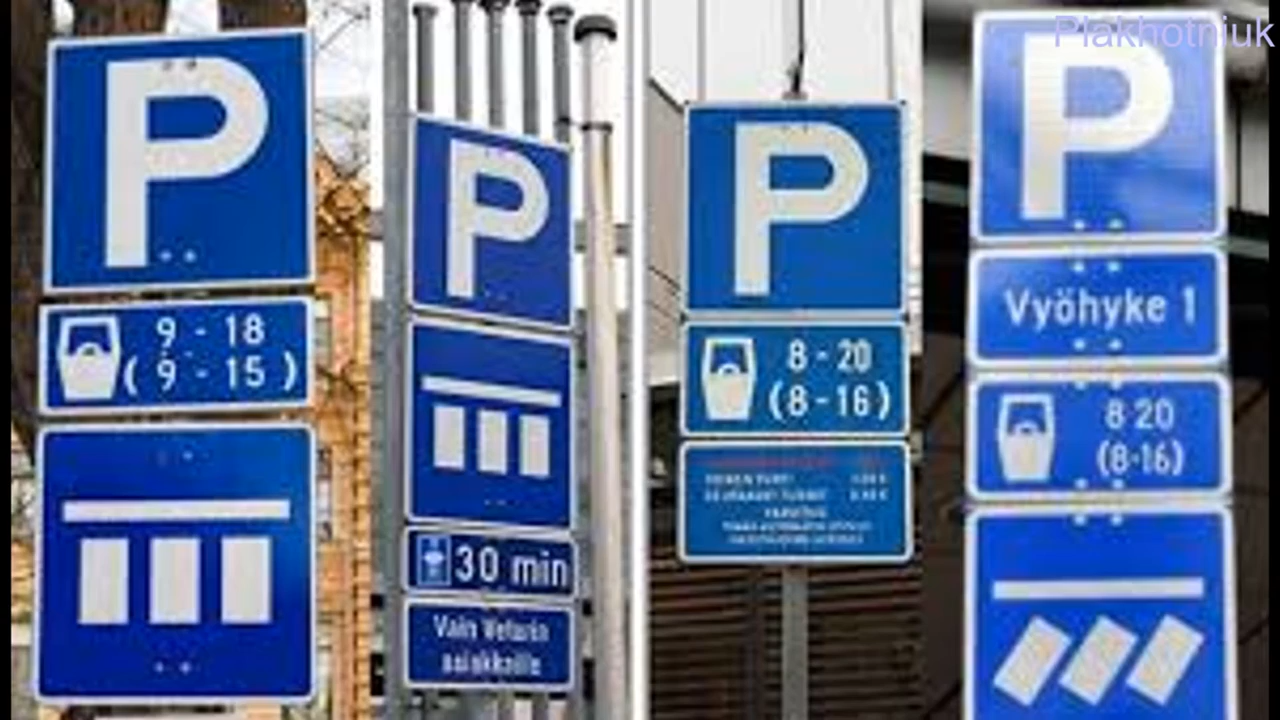 Plakhotniuk
P
9 - 18
( 9 - 15 )
P
30 min
Vain Veturin
asiakkaille
P
8 - 20
(8 - 16)
P
Vyöhyke 1
8 20
(8-16)